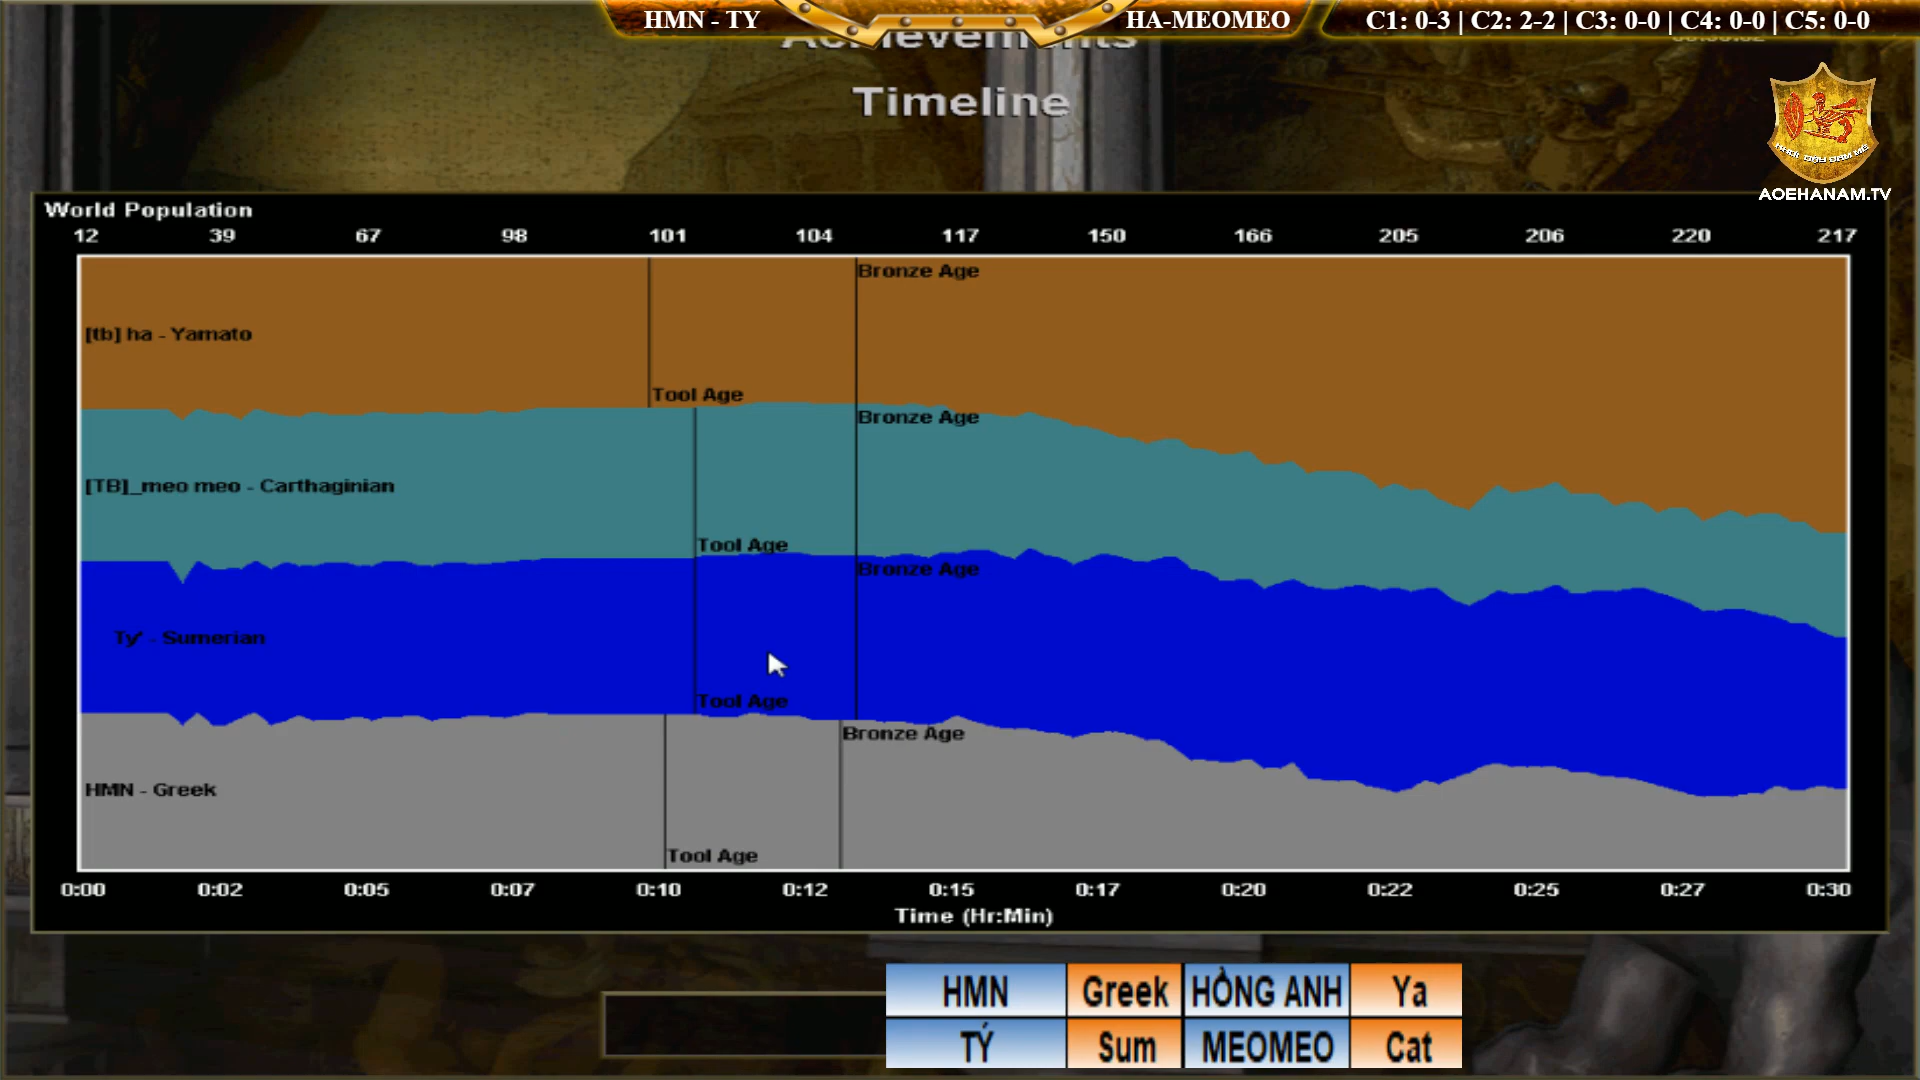 HMN - TY
HA-MEOMEO
C1: 0-3 | C2: 2-2 | C3: 0-0 | C4: 0-0 | C5: 0-0
Achievements
Timeline
AOEHANAM.TV
World Population
12 39 67 98 101 104 117 150 166 205 206 220 217
Bronze Age
[tb] ha - Yamato
Tool Age
Bronze Age
[TB]_meo meo - Carthaginian
Tool Age
Bronze Age
Ty' - Sumerian
Tool Age
Bronze Age
HMN - Greek
Tool Age
0:00 0:02 0:05 0:07 0:10 0:12 0:15 0:17 0:20 0:22 0:25 0:27 0:30
Time (Hr:Min)
HMN Greek HỒNG ANH Ya
TÝ Sum MEOMEO Cat